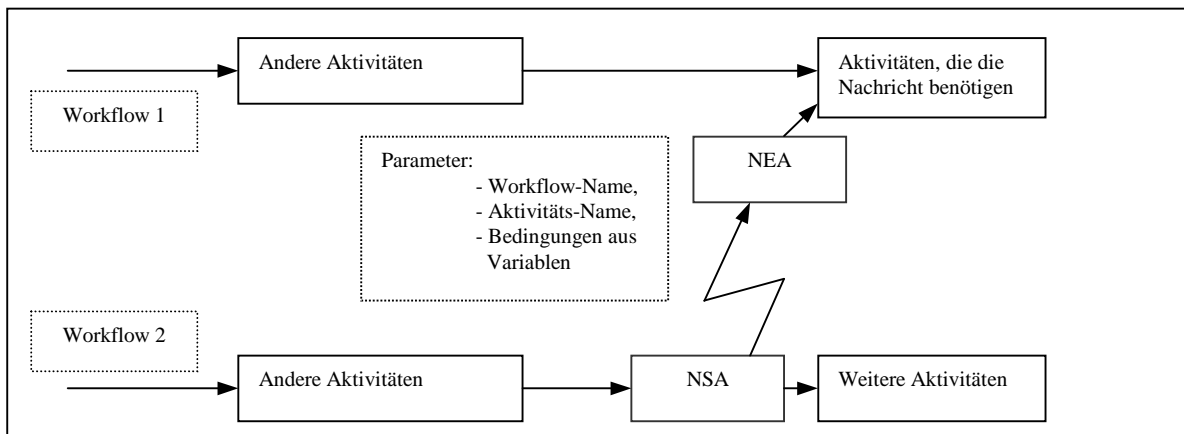 Andere Aktivitäten
Aktivitäten, die die
Nachricht benötigen
Workflow 1
Parameter:
- Workflow-Name,
- Aktivitäts-Name,
- Bedingungen aus
Variablen
NEA
Workflow 2
Andere Aktivitäten
NSA
Weitere Aktivitäten